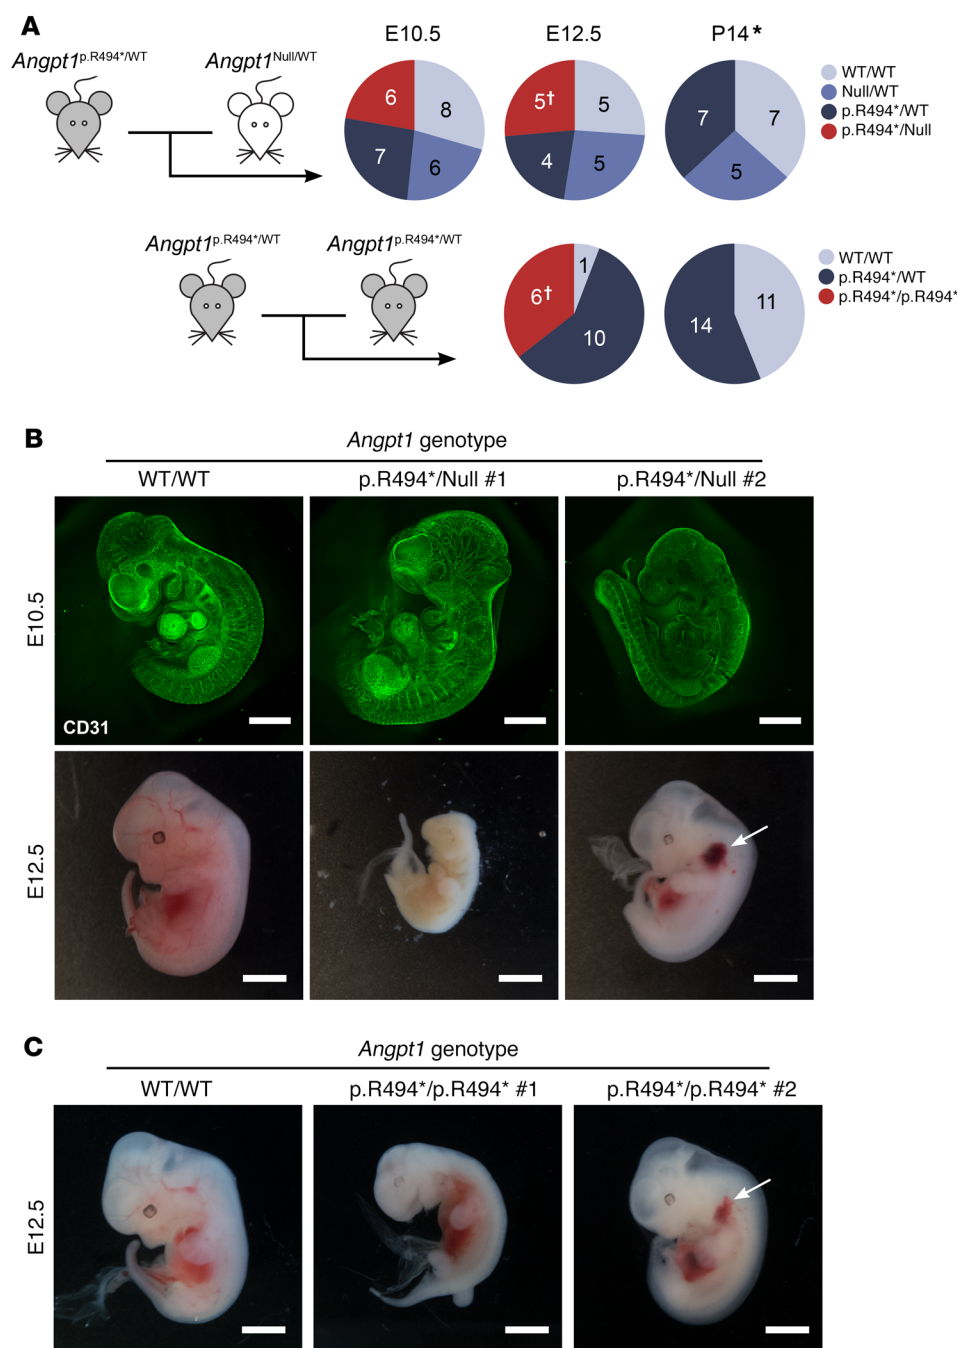 A
E10.5 E12.5 P14*
Angpt1p.R494*/WT Angpt1Null/WT
6 8 7 6
5† 5 4 5
7 7 5
WT/WT
Null/WT
p.R494*/WT
p.R494*/Null
Angpt1p.R494*/WT Angpt1p.R494*/WT
1 6† 10
14 11
WT/WT
p.R494*/WT
p.R494*/p.R494*
B
Angpt1 genotype
WT/WT p.R494*/Null #1 p.R494*/Null #2
E10.5
CD31
E12.5
C
Angpt1 genotype
WT/WT p.R494*/p.R494* #1 p.R494*/p.R494* #2
E12.5